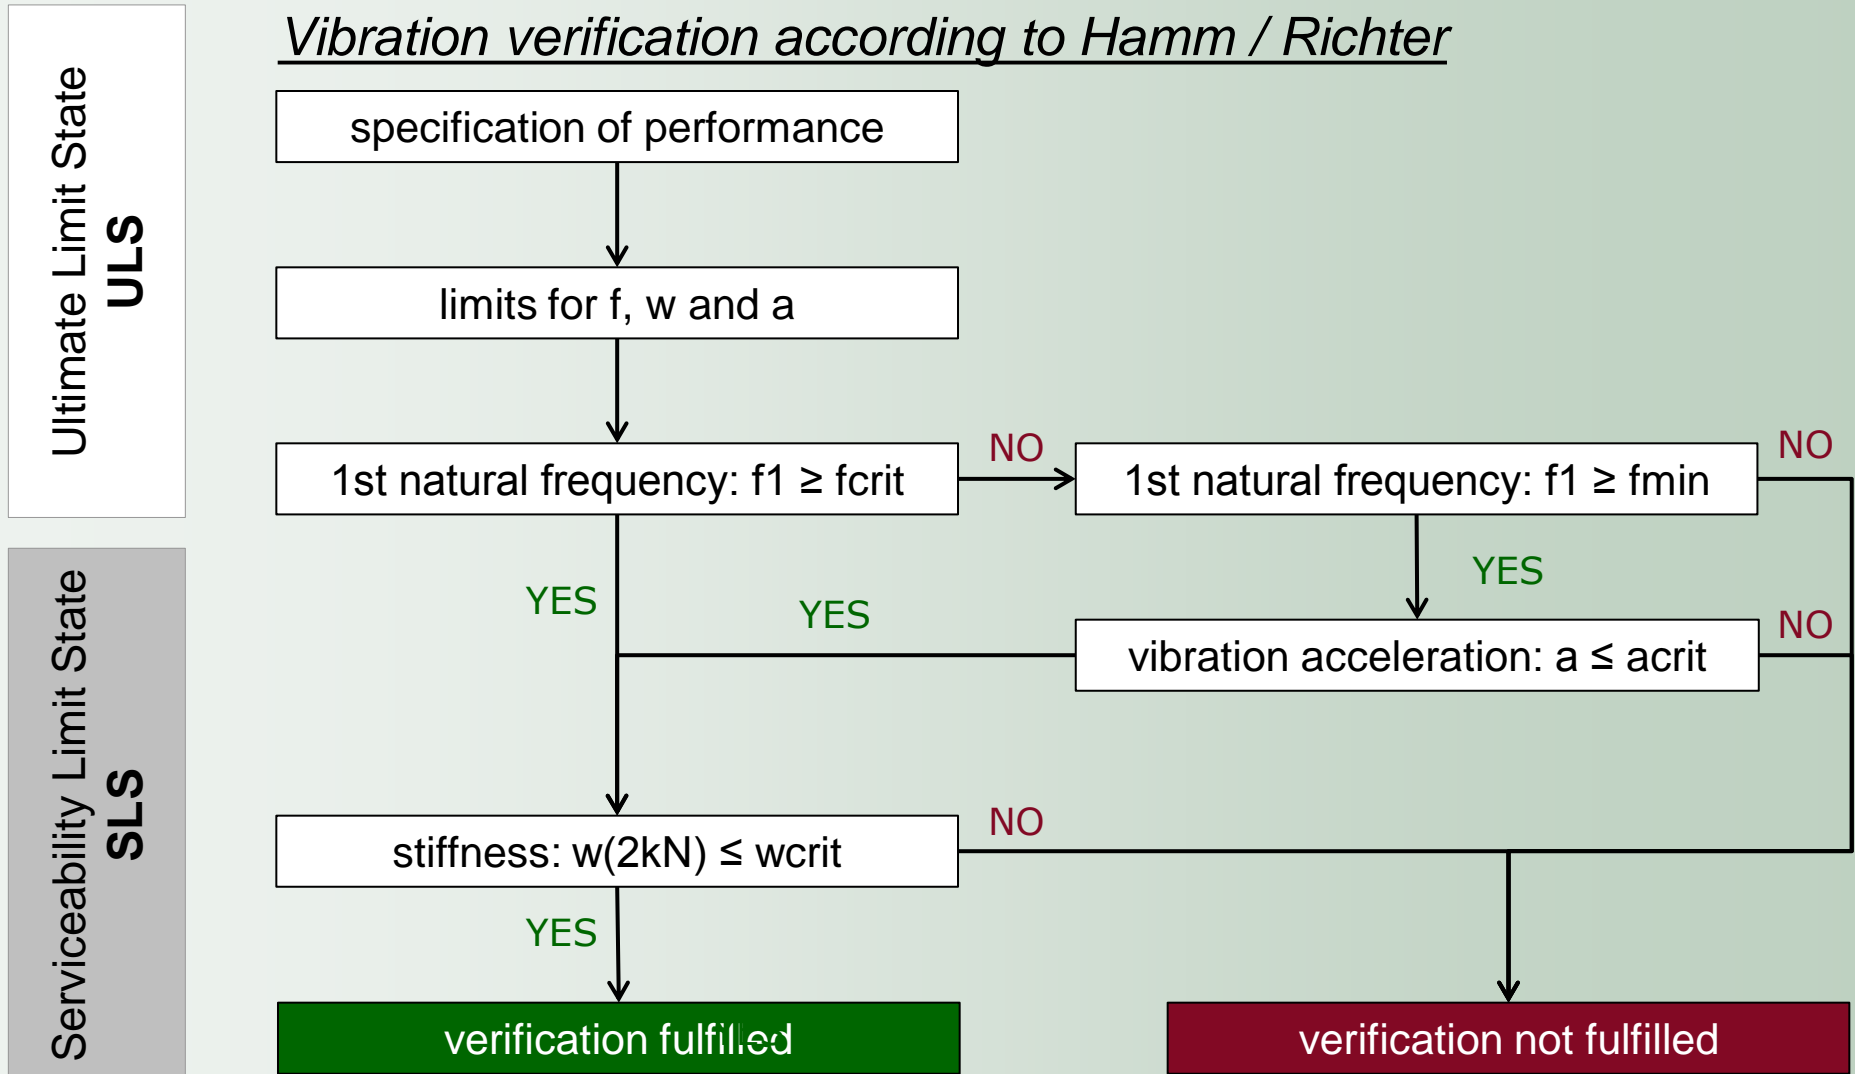 Vibration verification according to Hamm / Richter
Ultimate Limit State
ULS
Serviceability Limit State
SLS
specification of performance
limits for f, w and a
1st natural frequency: f1 ≥ fcrit
NO
1st natural frequency: f1 ≥ fmin
NO
YES
YES
YES
vibration acceleration: a ≤ acrit
NO
stiffness: w(2kN) ≤ wcrit
NO
YES
verification fulfilled
verification not fulfilled